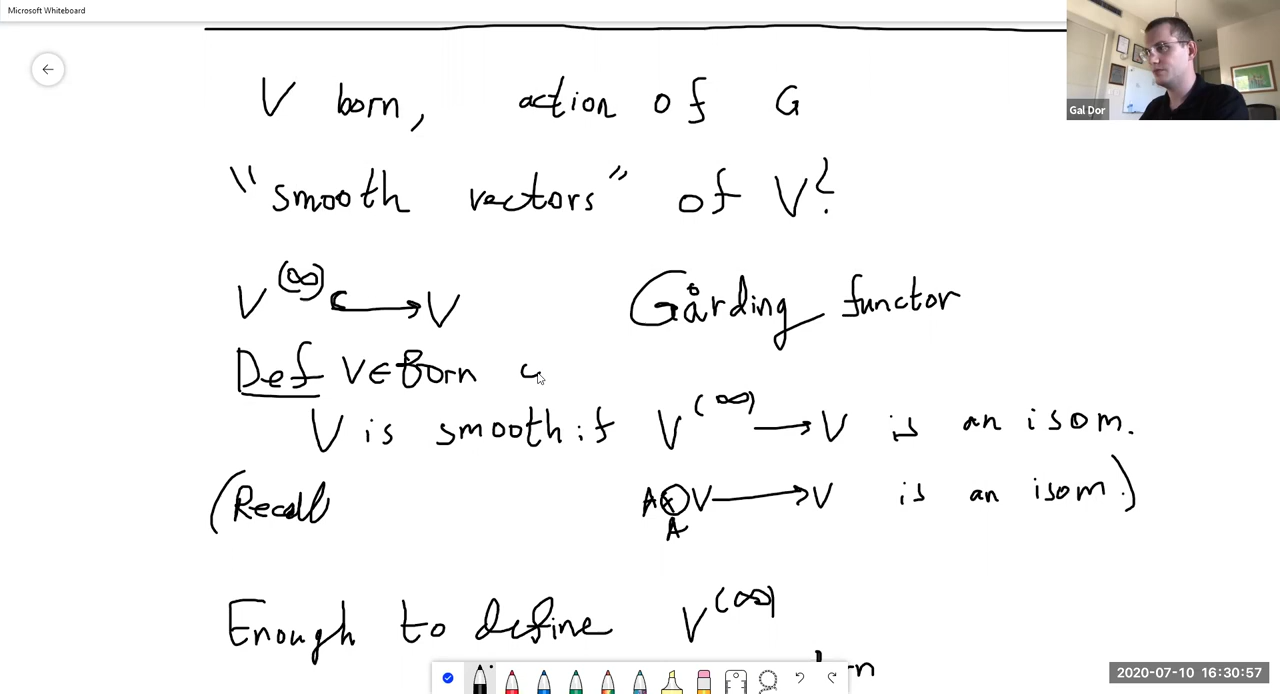 Microsoft Whiteboard
V born, action of G
"smooth vectors" of V?
V^(∞) ↪ V Gårding functor
Def V ∈ Born
V is smooth if V^(∞) → V is an isom.
(Recall A ⊗_A V → V is an isom.)
Enough to define V^(∞)
Gal Dor
2020-07-10 16:30:57